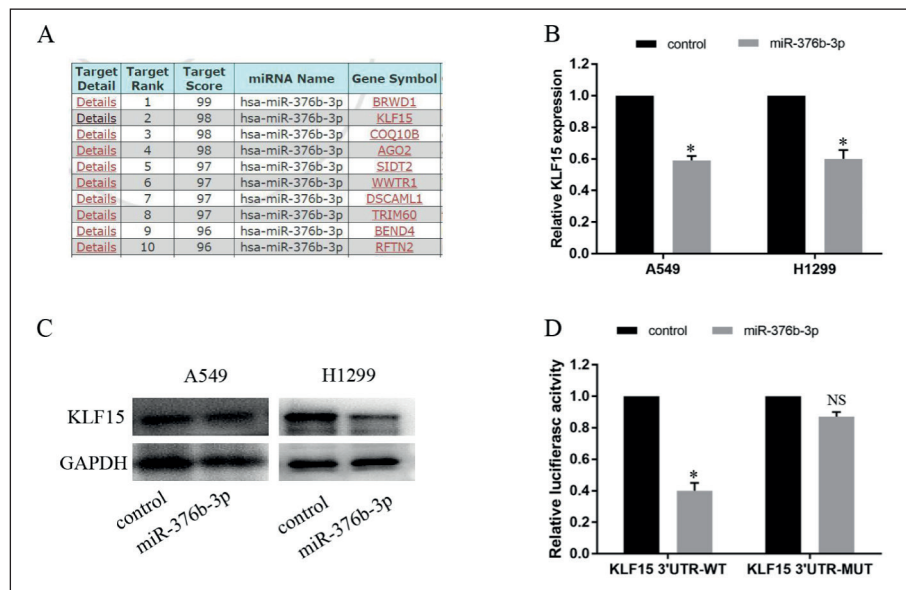 A
Target Detail Target Rank Target Score miRNA Name Gene Symbol
Details 1 99 hsa-miR-376b-3p BRWD1
Details 2 98 hsa-miR-376b-3p KLF15
Details 3 98 hsa-miR-376b-3p COQ10B
Details 4 98 hsa-miR-376b-3p AGO2
Details 5 97 hsa-miR-376b-3p SIDT2
Details 6 97 hsa-miR-376b-3p WWTR1
Details 7 97 hsa-miR-376b-3p DSCAML1
Details 8 97 hsa-miR-376b-3p TRIM60
Details 9 96 hsa-miR-376b-3p BEND4
Details 10 96 hsa-miR-376b-3p RFTN2
B
control miR-376b-3p
Relative KLF15 expression
1.2
1.0
0.8
0.6
0.4
0.2
0.0
* *
A549 H1299
C
A549 H1299
KLF15
GAPDH
control miR-376b-3p control miR-376b-3p
D
control miR-376b-3p
Relative lucifierasc activity
1.2
1.0
0.8
0.6
0.4
0.2
0.0
* NS
KLF15 3'UTR-WT KLF15 3'UTR-MUT